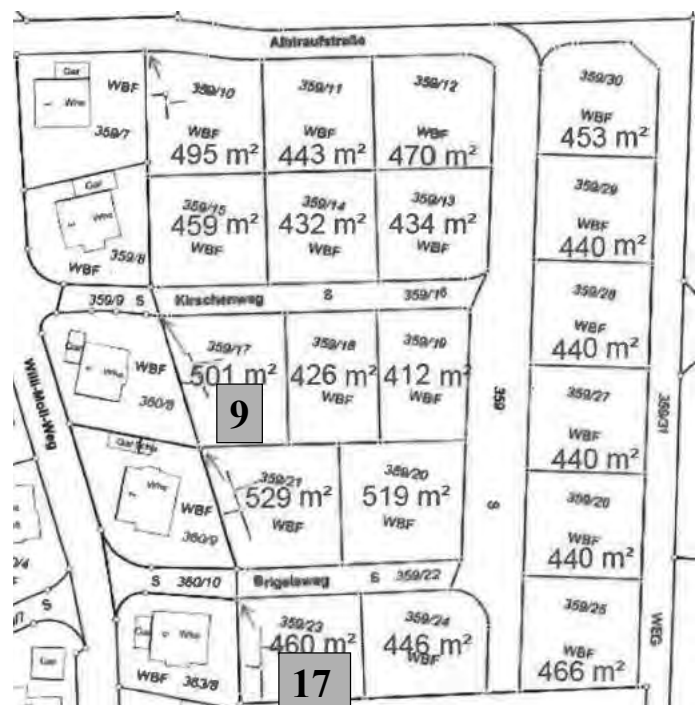 Albtraufstraße
Gar
WBF
Whs
359/7
359/10
WBF
495 m²
359/11
WBF
443 m²
359/12
WBF
470 m²
359/30
WBF
453 m²
Gar
Whs
359/8
WBF
359/15
459 m²
WBF
359/14
432 m²
WBF
359/13
434 m²
WBF
359/29
WBF
440 m²
359/9 S Kirschenweg S 359/16
359/28
WBF
440 m²
Willi-Moll-Weg
Gar
Whs
WBF
360/8
359/17
501 m²
9
359/18
426 m²
WBF
359/19
412 m²
WBF
359
S
359/27
WBF
440 m²
359/31
Whs
WBF
360/9
359/21
529 m²
WBF
359/20
519 m²
WBF
WBF
440 m²
S 360/10 Brigelsweg S 359/22
S
Gar
Gar
Whs
WBF 363/8
359/23
460 m²
17
359/24
446 m²
WBF
359/25
WBF
466 m²
WEG